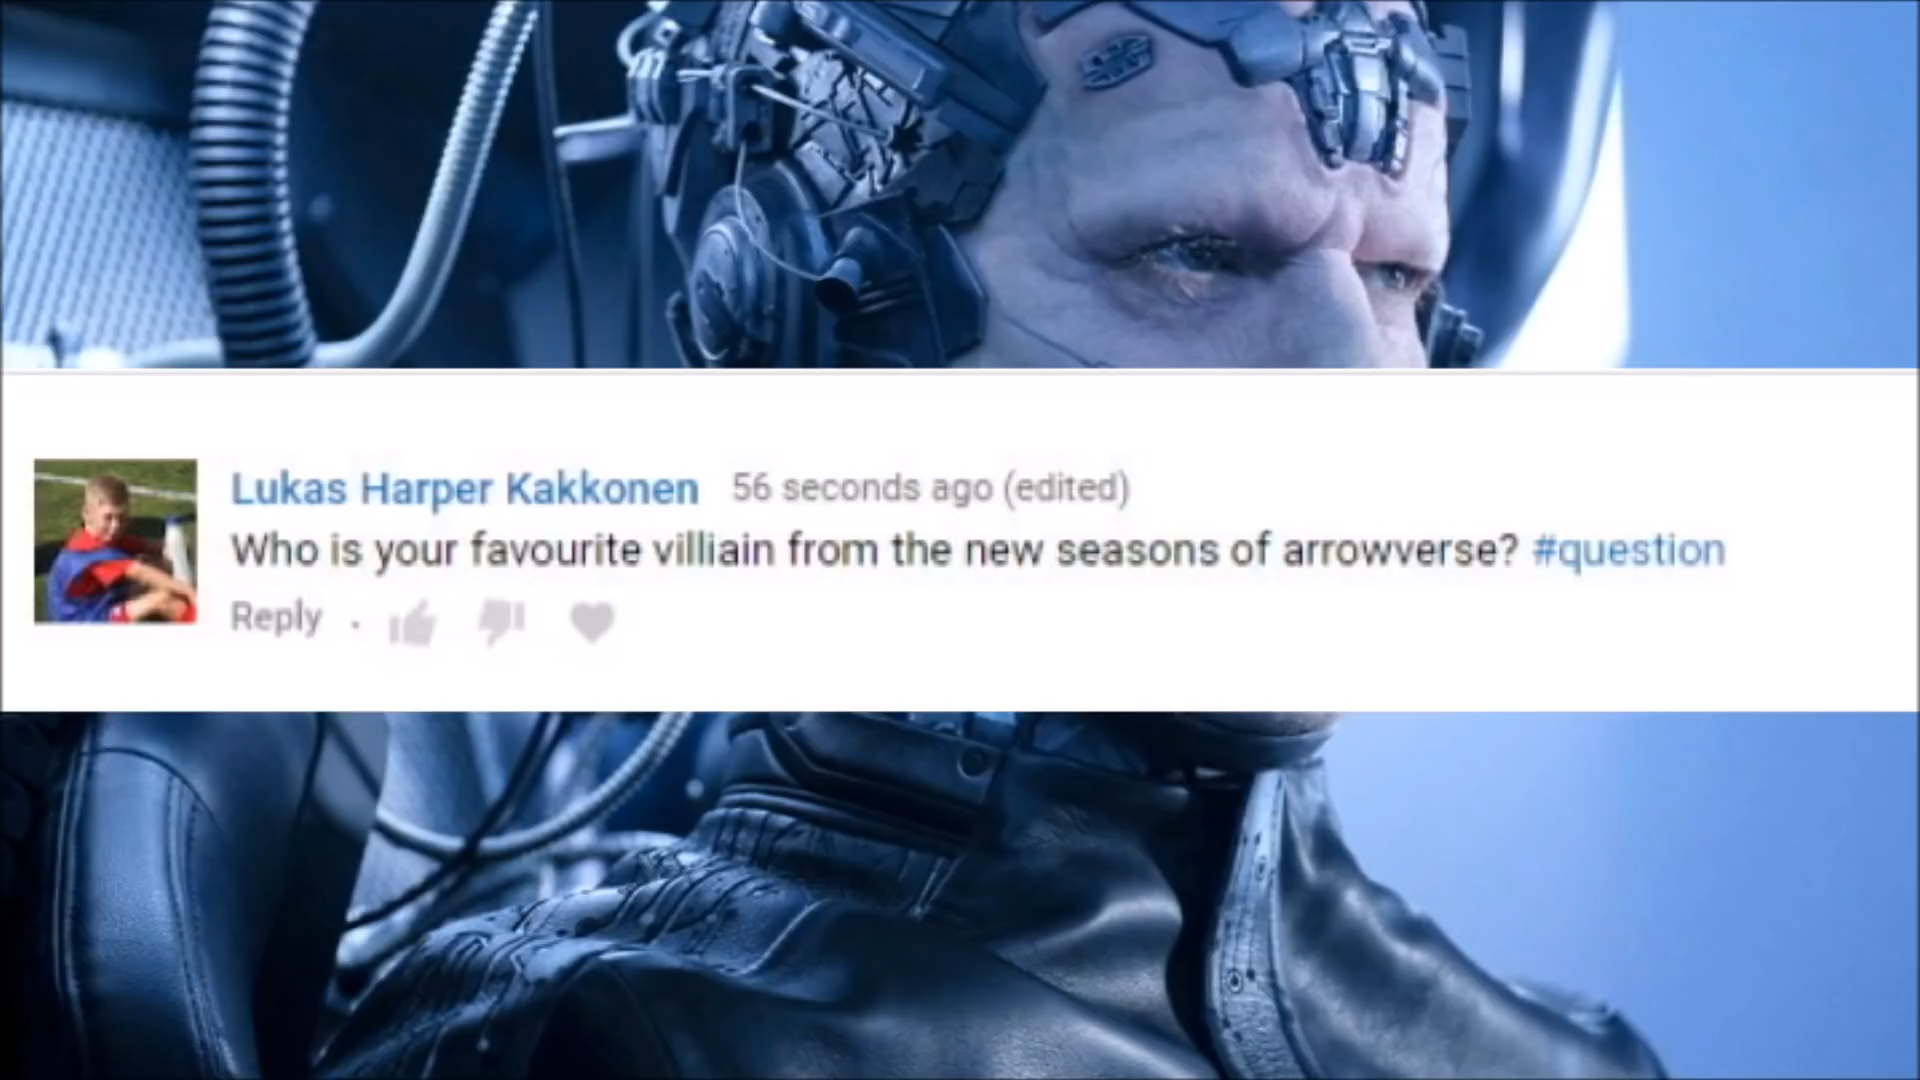 Lukas Harper Kakkonen 56 seconds ago (edited)
Who is your favourite villiain from the new seasons of arrowverse? #question
Reply